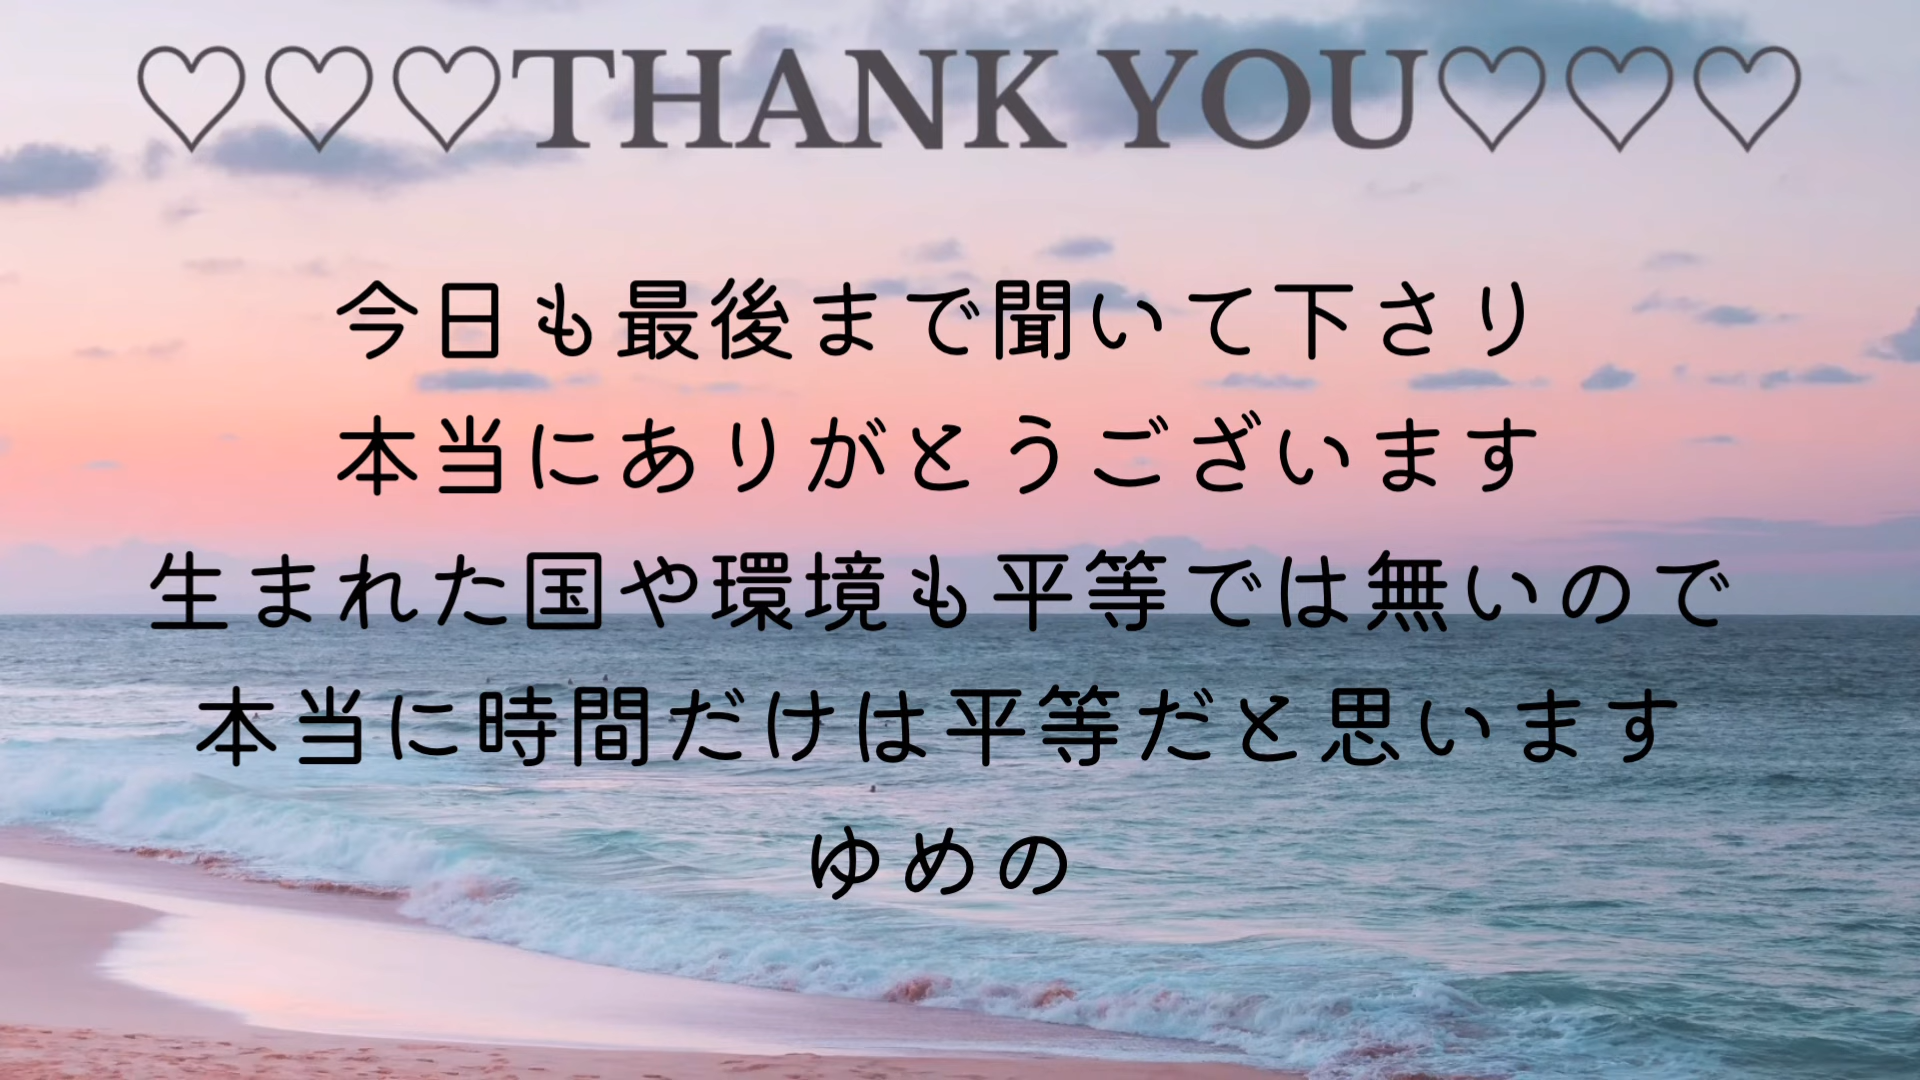 ♡♡♡THANK YOU♡♡♡
今日も最後まで聞いて下さり
本当にありがとうございます
生まれた国や環境も平等では無いので
本当に時間だけは平等だと思います
ゆめの